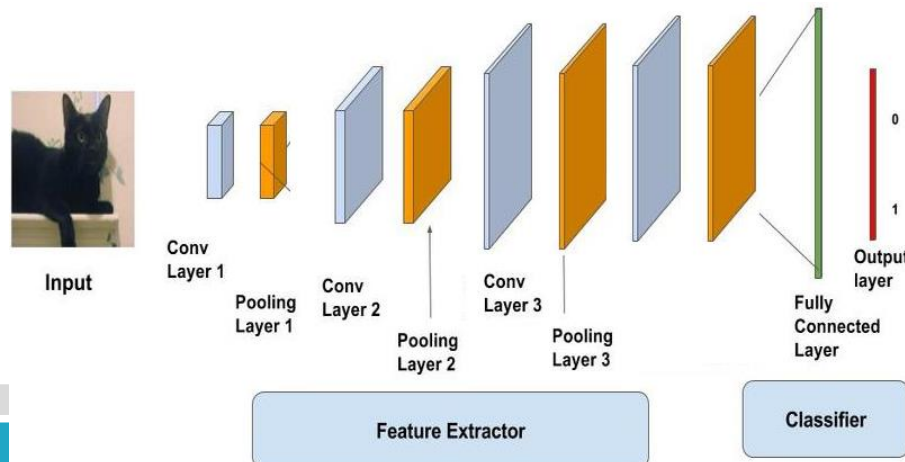 Input
Conv
Layer 1
Pooling
Layer 1
Conv
Layer 2
Pooling
Layer 2
Conv
Layer 3
Pooling
Layer 3
Fully
Connected
Layer
Output
layer
0
1
Feature Extractor
Classifier